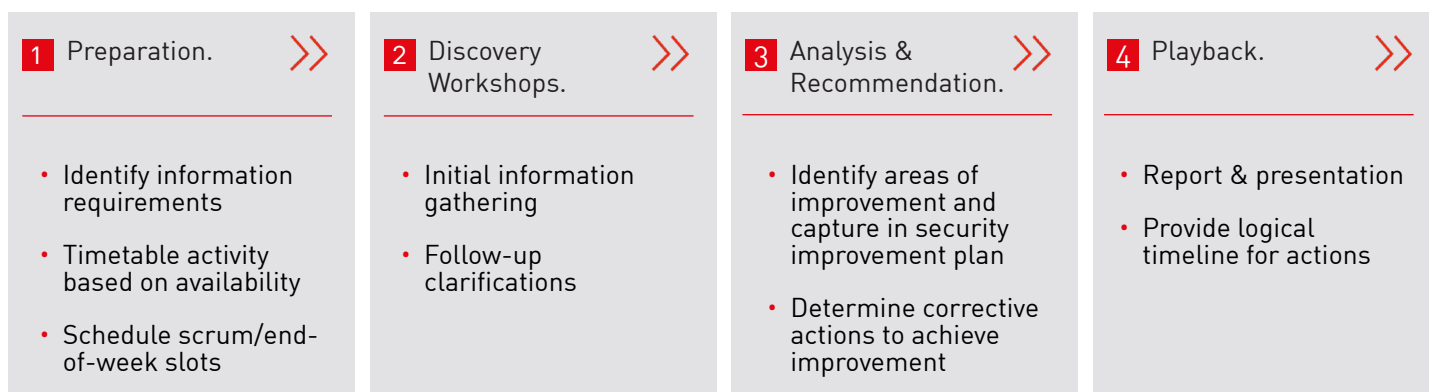 1 Preparation.
• Identify information
requirements
• Timetable activity
based on availability
• Schedule scrum/end-
of-week slots
2 Discovery
Workshops.
• Initial information
gathering
• Follow-up
clarifications
3 Analysis &
Recommendation.
• Identify areas of
improvement and
capture in security
improvement plan
• Determine corrective
actions to achieve
improvement
4 Playback.
• Report & presentation
• Provide logical
timeline for actions